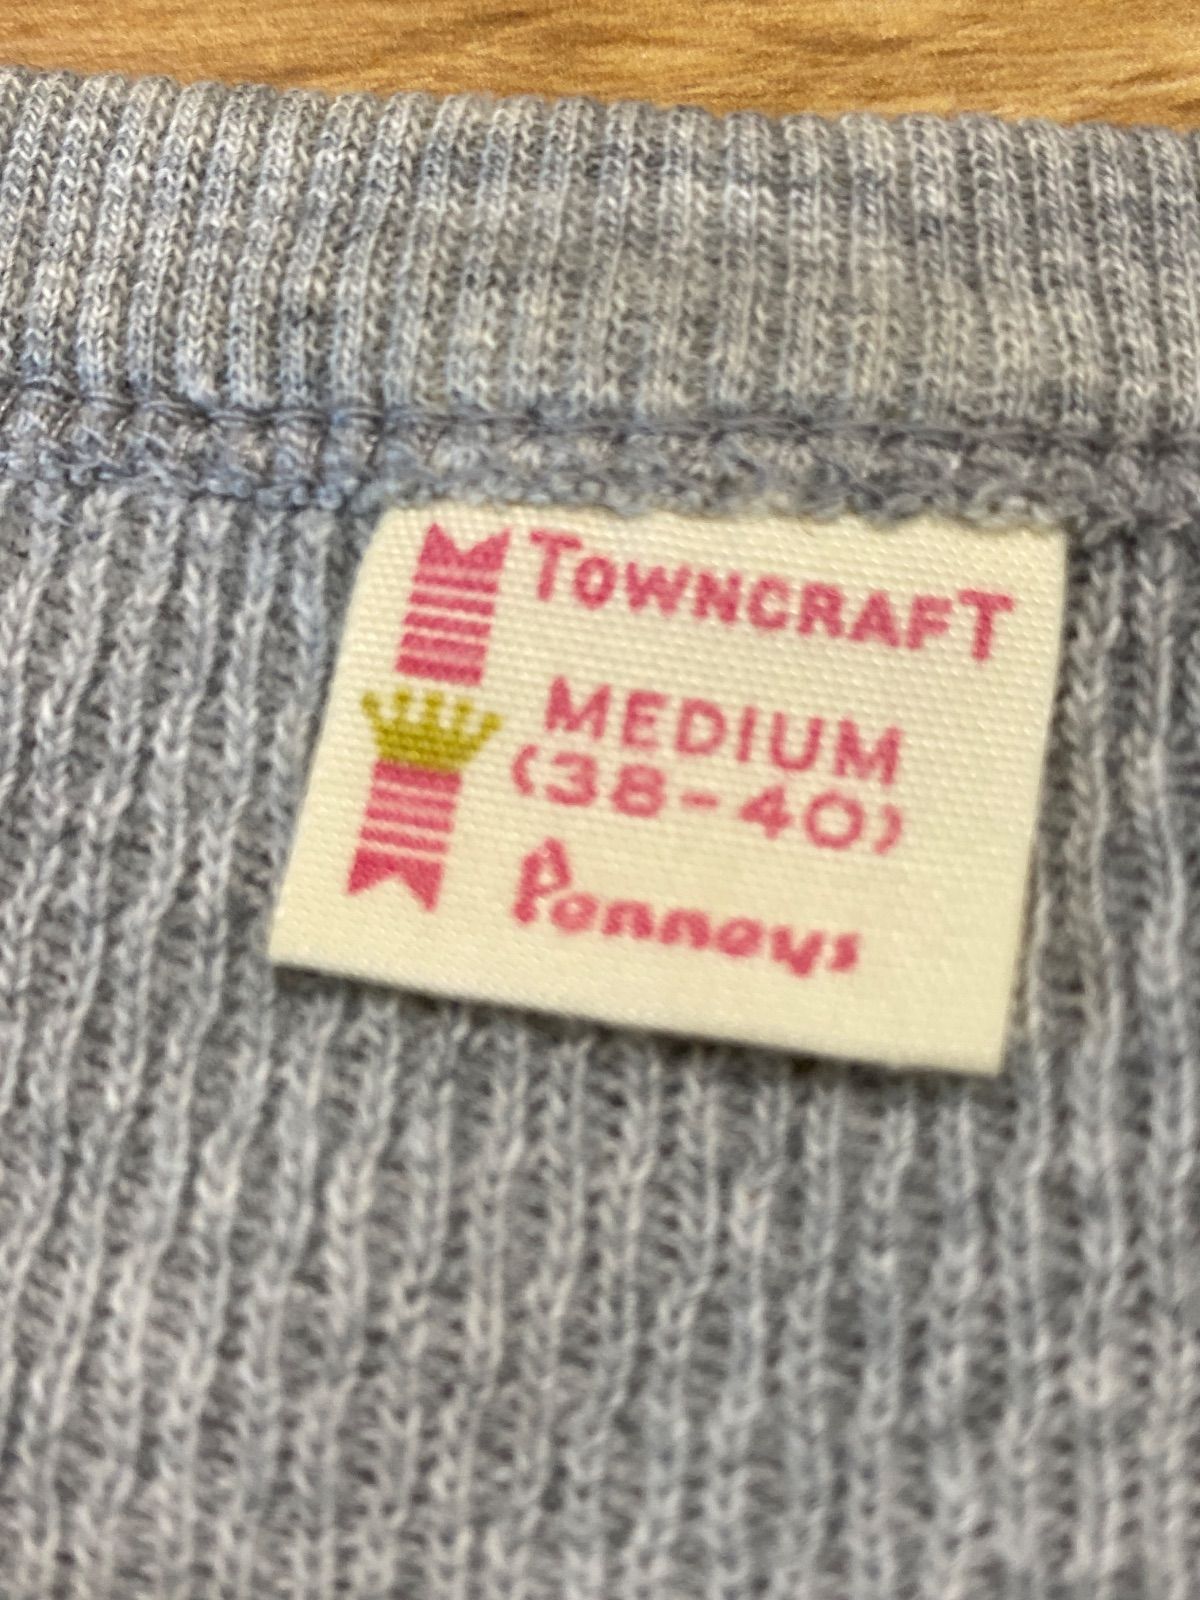 TOWNCRAFT
MEDIUM
(38-40)
Penneys